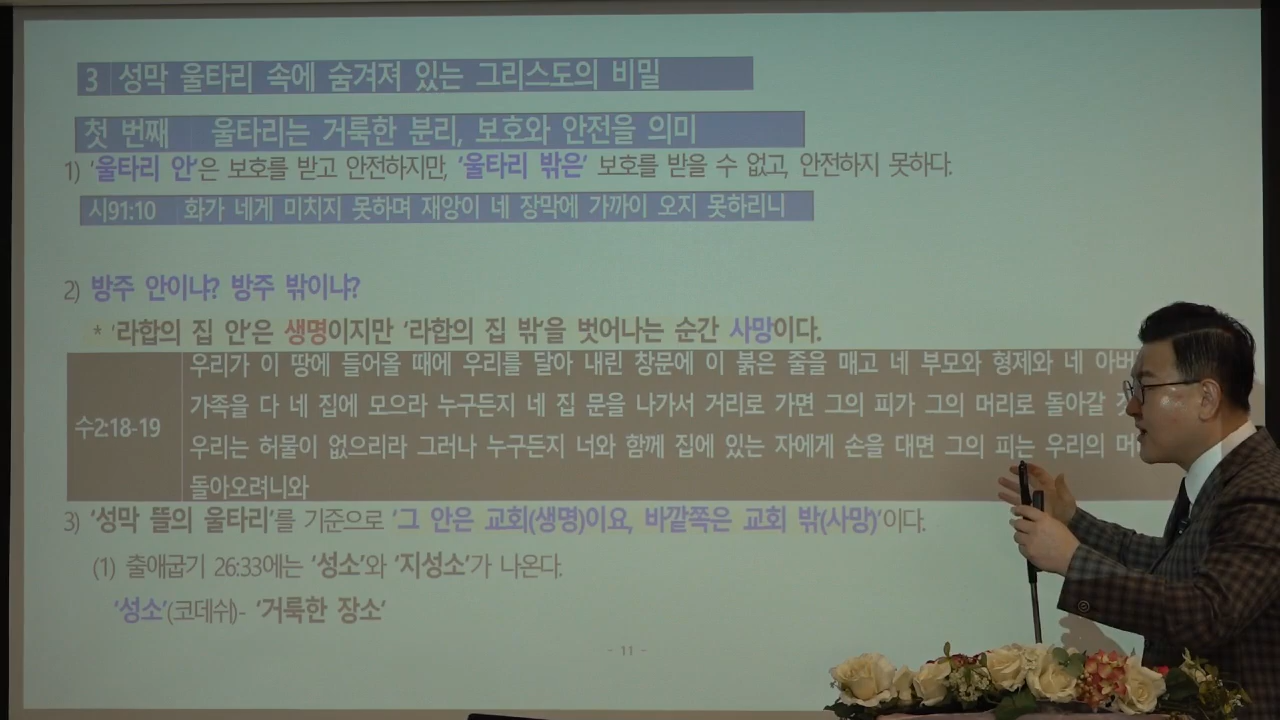 3 성막 울타리 속에 숨겨져 있는 그리스도의 비밀
첫 번째 울타리는 거룩한 분리, 보호와 안전을 의미
1) '울타리 안'은 보호를 받고 안전하지만, '울타리 밖은' 보호를 받을 수 없고, 안전하지 못하다.
시91:10 화가 네게 미치지 못하며 재앙이 네 장막에 가까이 오지 못하리니
2) 방주 안이냐? 방주 밖이냐?
* '라합의 집 안'은 생명이지만 '라합의 집 밖'을 벗어나는 순간 사망이다.
우리가 이 땅에 들어올 때에 우리를 달아 내린 창문에 이 붉은 줄을 매고 네 부모와 형제와 네
가족을 다 네 집에 모으라 누구든지 네 집 문을 나가서 거리로 가면 그의 피가 그의 머리로 돌아갈
수2:18-19
우리는 허물이 없으리라 그러나 누구든지 너와 함께 집에 있는 자에게 손을 대면 그의 피는 우리의
돌아오려니와
3) '성막 뜰의 울타리'를 기준으로 '그 안은 교회(생명)이요, 바깥쪽은 교회 밖(사망)'이다.
(1) 출애굽기 26:33에는 '성소'와 '지성소'가 나온다.
'성소'(코데쉬)- '거룩한 장소'
- 11 -